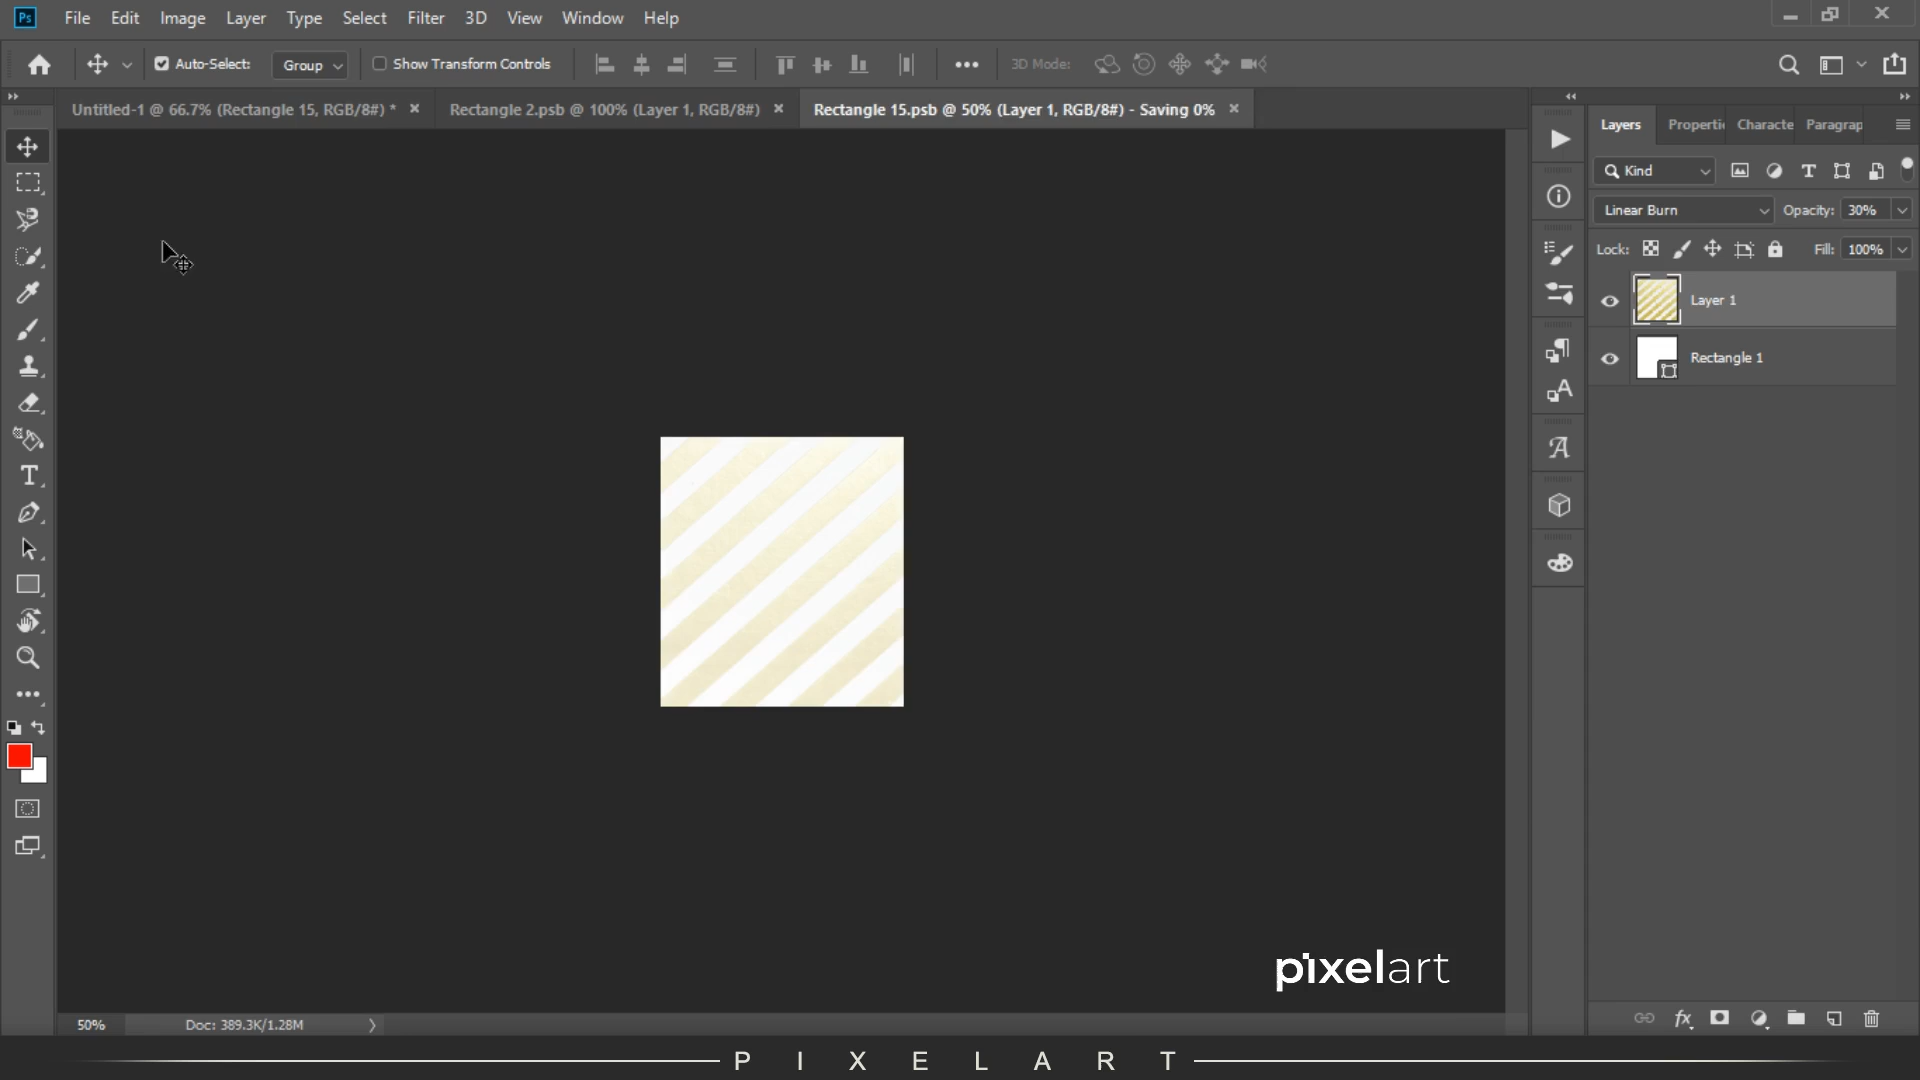 Ps File Edit Image Layer Type Select Filter 3D View Window Help
Auto-Select: Group Show Transform Controls 3D Mode:
Untitled-1 @ 66.7% (Rectangle 15, RGB/8#) * Rectangle 2.psb @ 100% (Layer 1, RGB/8#) Rectangle 15.psb @ 50% (Layer 1, RGB/8#) - Saving 0%
Layers Properti Characte Paragrap
Kind
Linear Burn Opacity: 30%
Lock: Fill: 100%
Layer 1
Rectangle 1
pixelart
50% Doc: 389.3K/1.28M
PIXELART